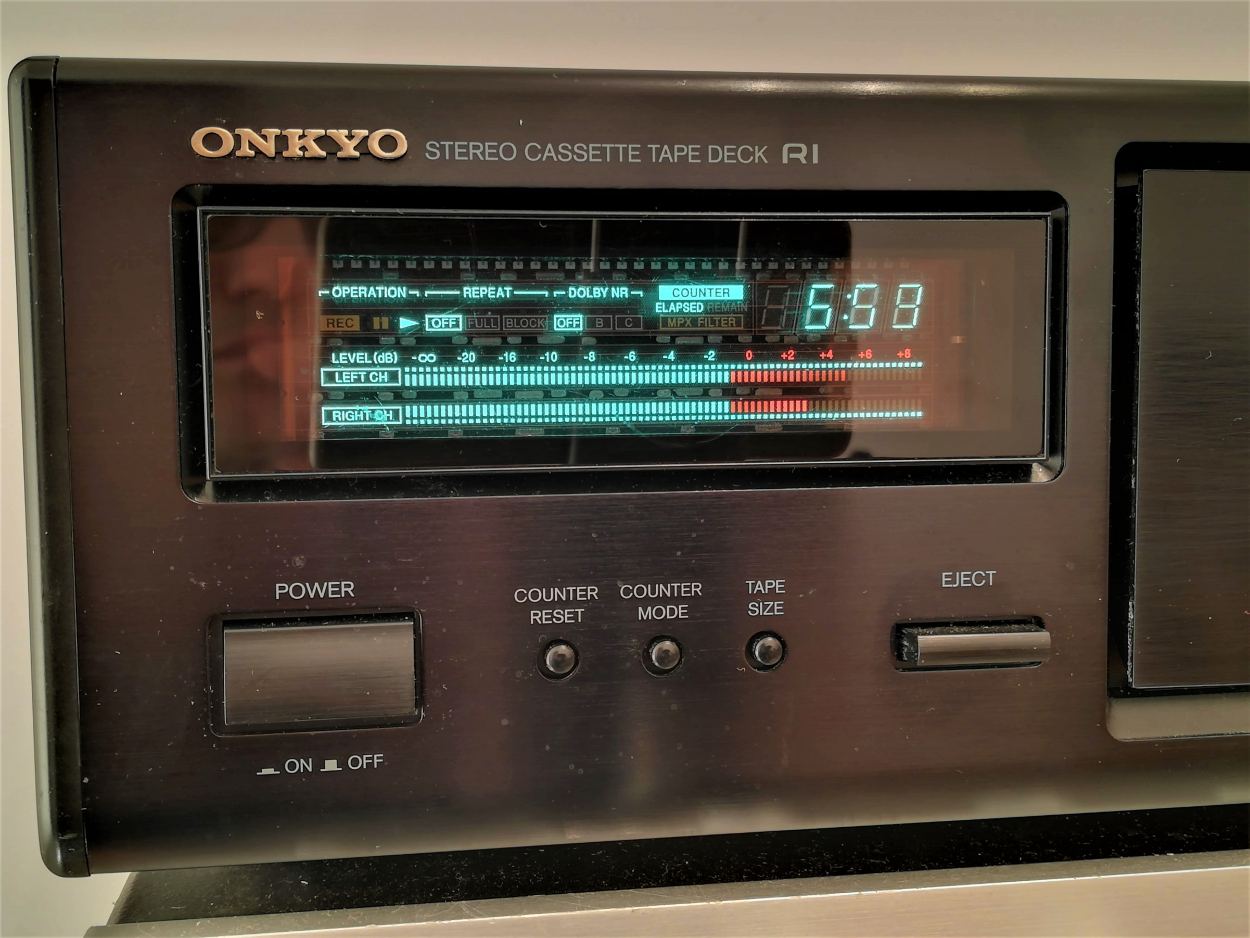 ONKYO STEREO CASSETTE TAPE DECK RI
OPERATION REPEAT DOLBY NR COUNTER
ELAPSED REMAIN
REC OFF FULL BLOCK OFF B C MPX FILTER
LEVEL(dB) -∞ -20 -16 -10 -8 -6 -4 -2 0 +2 +4 +6 +8
LEFT CH
RIGHT CH
POWER
COUNTER
RESET
COUNTER
MODE
TAPE
SIZE
EJECT
ON OFF